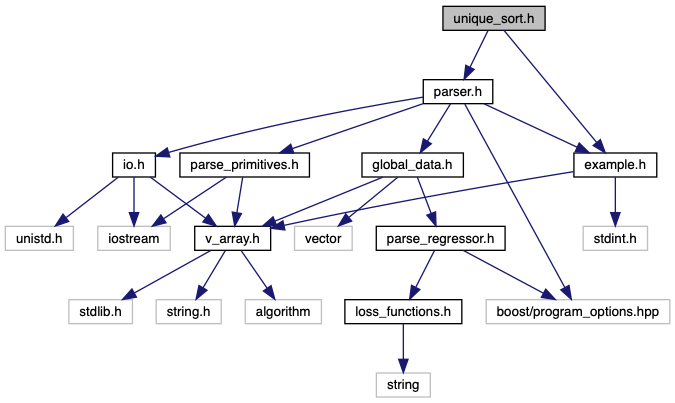 unique_sort.h
parser.h
io.h
parse_primitives.h
global_data.h
example.h
unistd.h
iostream
v_array.h
vector
parse_regressor.h
stdint.h
stdlib.h
string.h
algorithm
loss_functions.h
boost/program_options.hpp
string